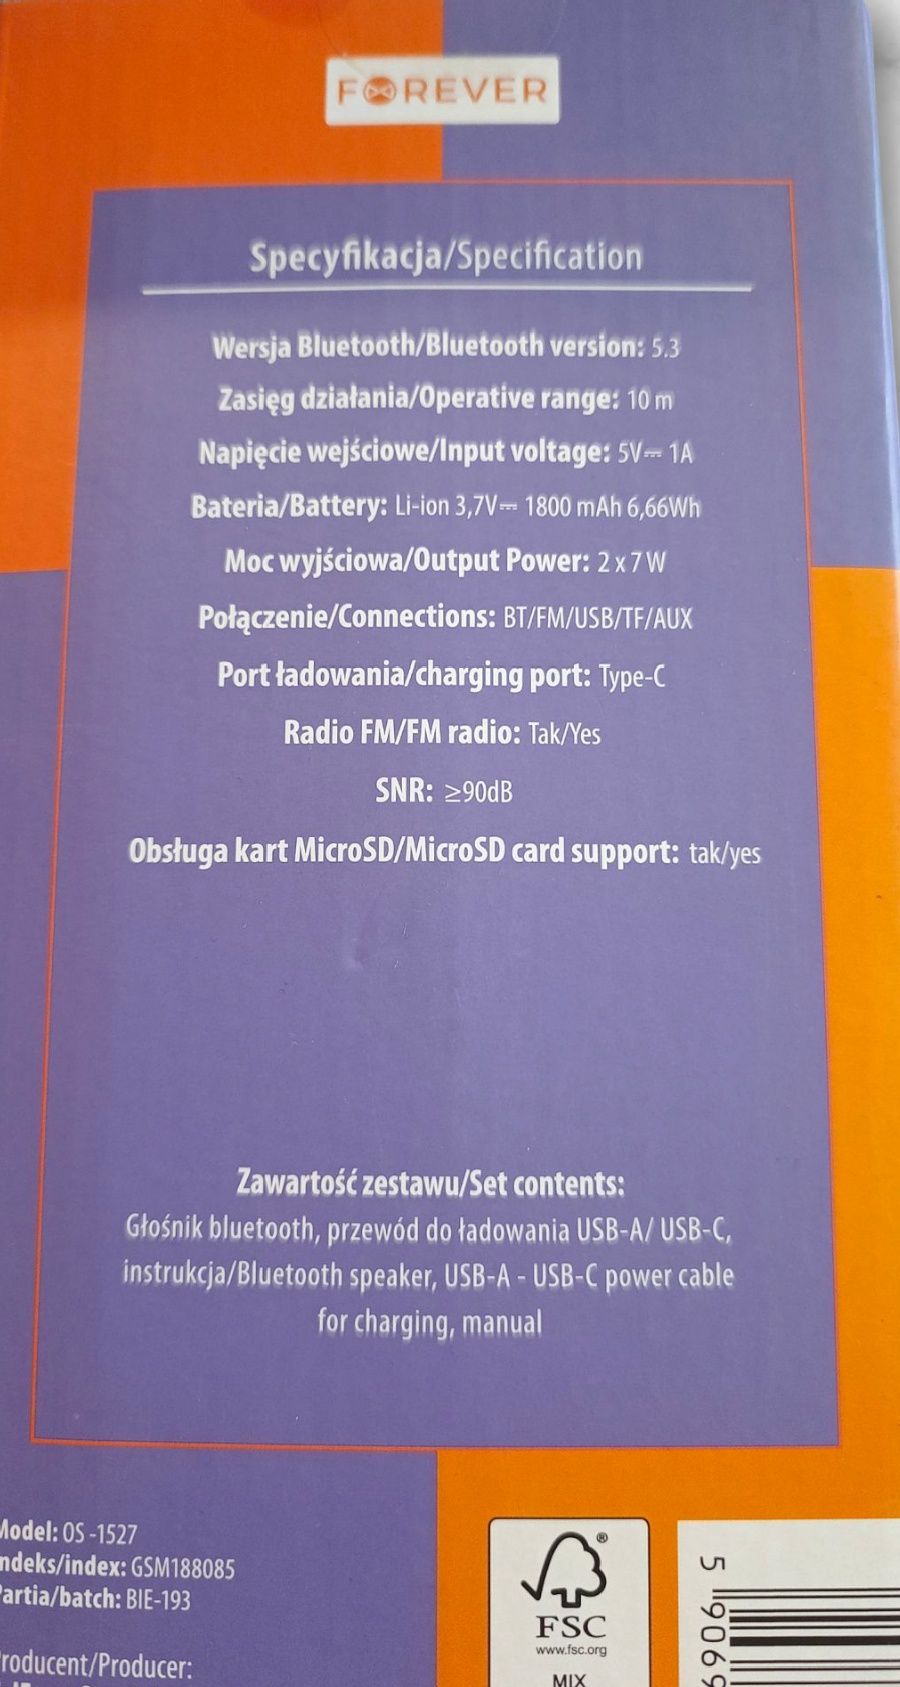 FOREVER
Specyfikacja/Specification
Wersja Bluetooth/Bluetooth version: 5.3
Zasięg działania/Operative range: 10 m
Napięcie wejściowe/Input voltage: 5V⎓ 1A
Bateria/Battery: Li-ion 3,7V⎓ 1800 mAh 6,66Wh
Moc wyjściowa/Output Power: 2 x 7 W
Połączenie/Connections: BT/FM/USB/TF/AUX
Port ładowania/charging port: Type-C
Radio FM/FM radio: Tak/Yes
SNR: ≥90dB
Obsługa kart MicroSD/MicroSD card support: tak/yes
Zawartość zestawu/Set contents:
Głośnik bluetooth, przewód do ładowania USB-A/ USB-C,
instrukcja/Bluetooth speaker, USB-A - USB-C power cable
for charging, manual
Model: OS -1527
ndeks/index: GSM188085
artia/batch: BIE-193
roducent/Producer:
FSC®
www.fsc.org
MIX
5 9069